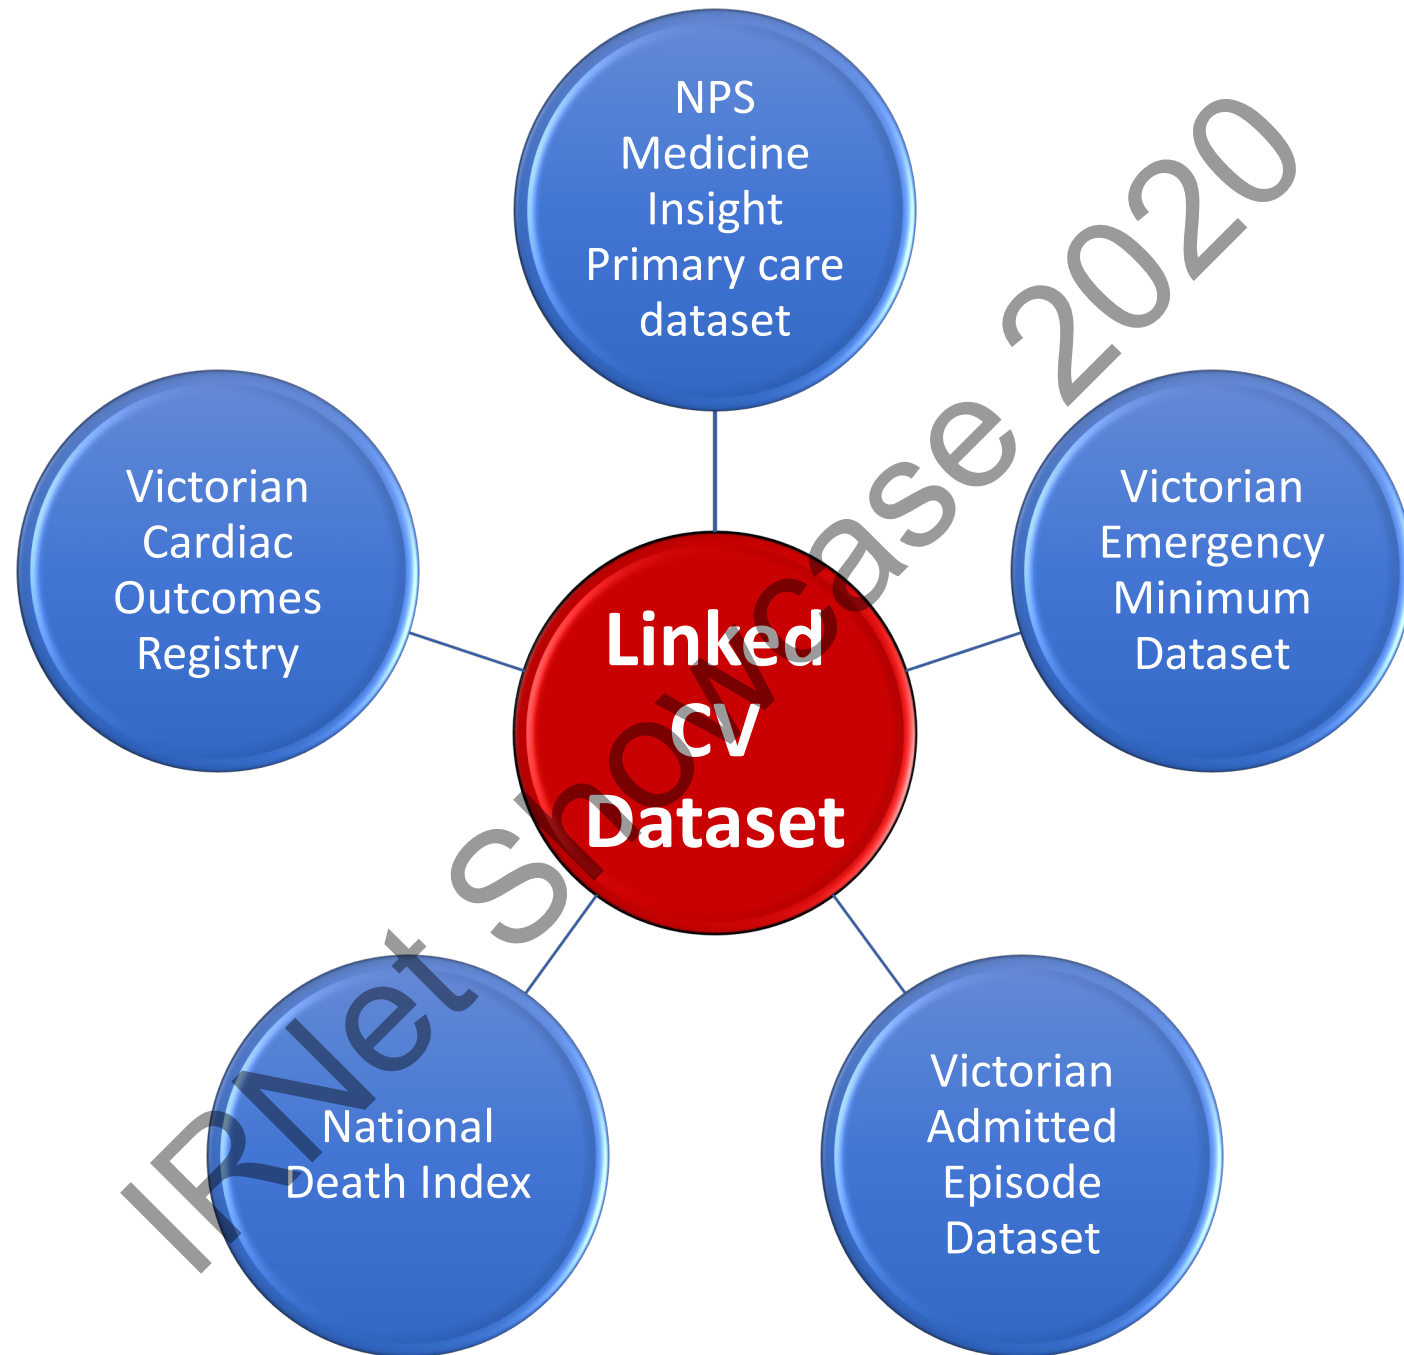 NPS
Medicine
Insight
Primary care
dataset
Victorian
Cardiac
Outcomes
Registry
Victorian
Emergency
Minimum
Dataset
Linked
CV
Dataset
National
Death Index
Victorian
Admitted
Episode
Dataset
IRNet Showcase 2020